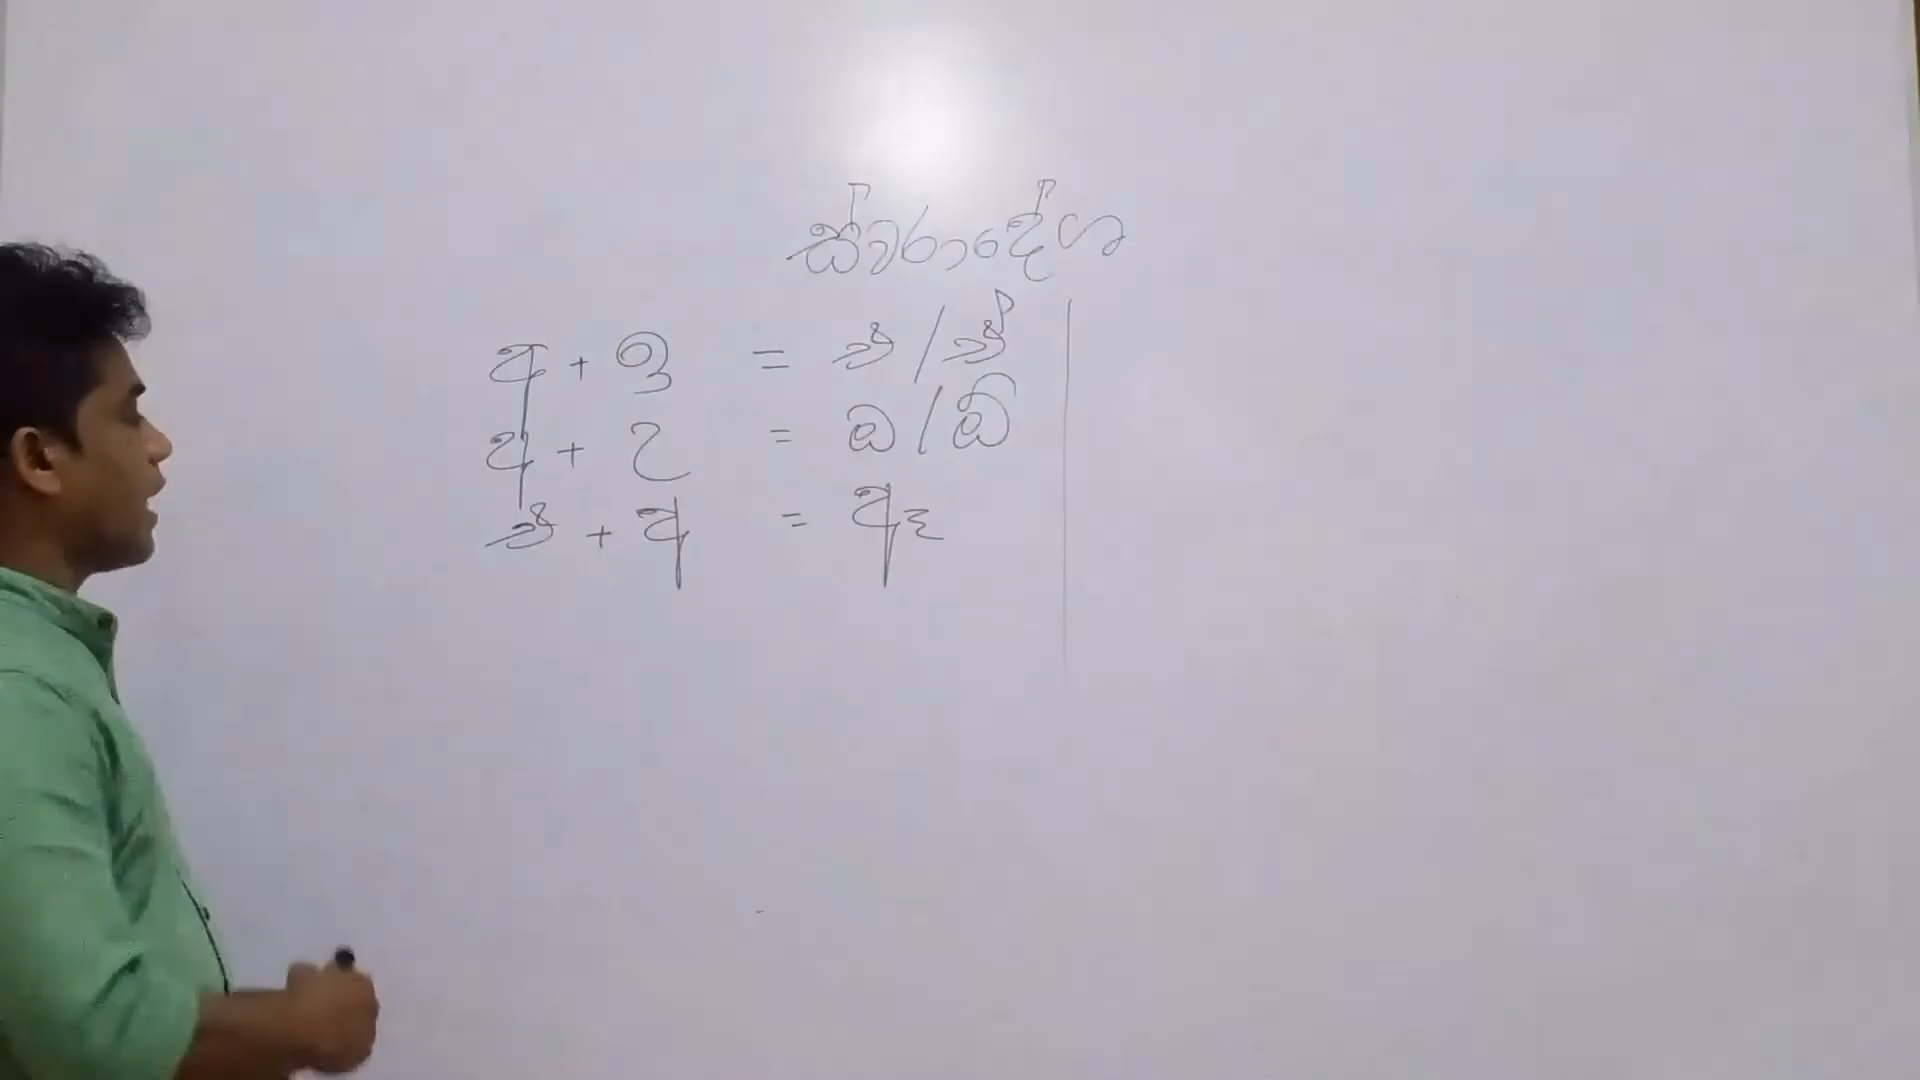 ස්වරාදේශ
අ + ඉ = එ / ඒ
අ + උ = ඔ / ඕ
එ + අ = ඇ